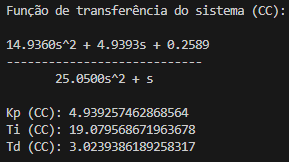 Função de transferência do sistema (CC):
14.9360s^2 + 4.9393s + 0.2589
----------------------------
25.0500s^2 + s
Kp (CC): 4.939257462868564
Ti (CC): 19.079568671963678
Td (CC): 3.0239386189258317